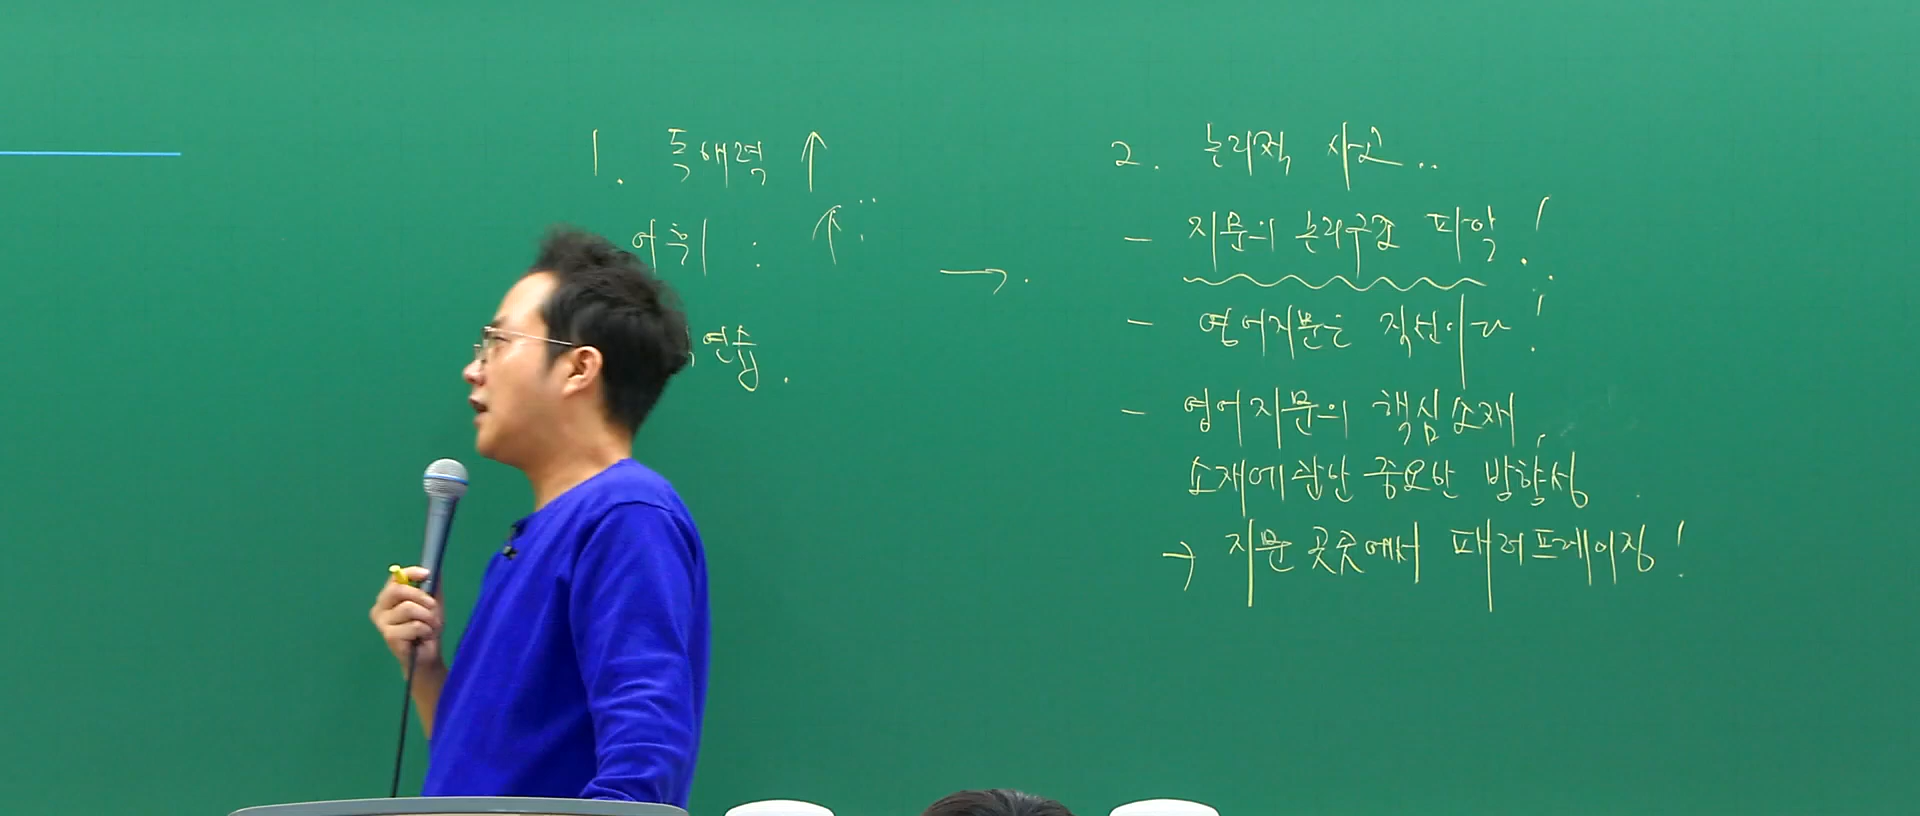 1. 독해력 ↑
어휘 : ↑
연습.
→.
2. 논리적 사고..
- 지문의 논리구조 파악!
- 영어지문은 직선이다!
- 영어지문의 핵심소재
소재에 관한 중요한 방향성
→ 지문 곳곳에서 패러프레이징!